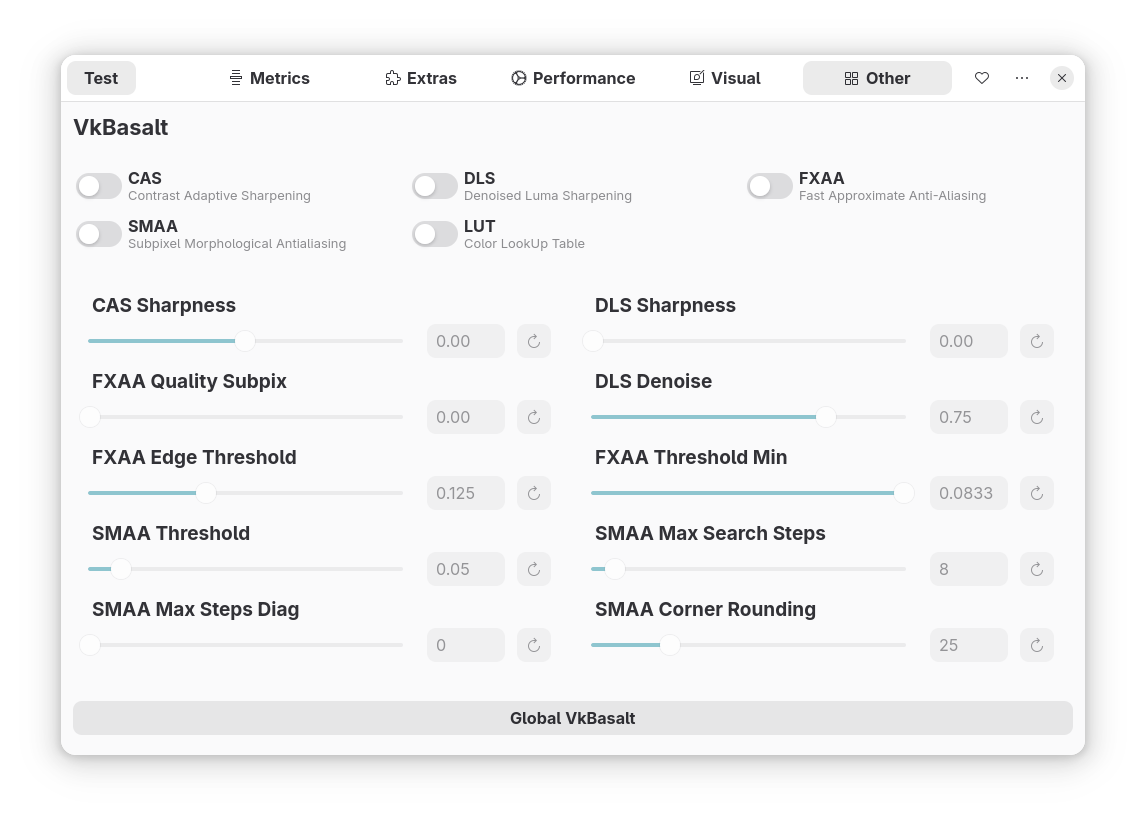 Test
Metrics
Extras
Performance
Visual
Other
VkBasalt
CAS
Contrast Adaptive Sharpening
DLS
Denoised Luma Sharpening
FXAA
Fast Approximate Anti-Aliasing
SMAA
Subpixel Morphological Antialiasing
LUT
Color LookUp Table
CAS Sharpness
0.00
DLS Sharpness
0.00
FXAA Quality Subpix
0.00
DLS Denoise
0.75
FXAA Edge Threshold
0.125
FXAA Threshold Min
0.0833
SMAA Threshold
0.05
SMAA Max Search Steps
8
SMAA Max Steps Diag
0
SMAA Corner Rounding
25
Global VkBasalt